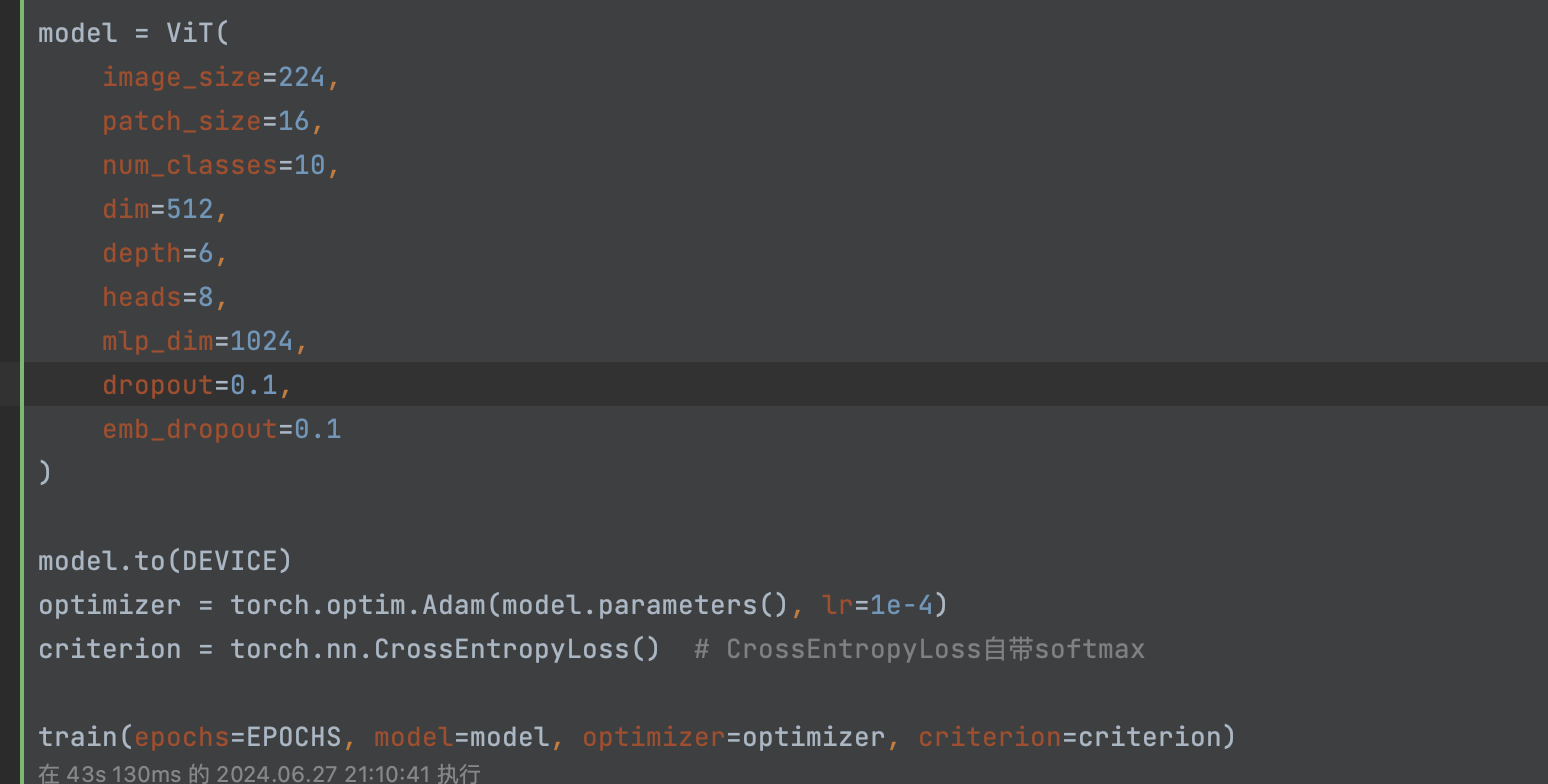 model = ViT(
    image_size=224,
    patch_size=16,
    num_classes=10,
    dim=512,
    depth=6,
    heads=8,
    mlp_dim=1024,
    dropout=0.1,
    emb_dropout=0.1
)
model.to(DEVICE)
optimizer = torch.optim.Adam(model.parameters(), lr=1e-4)
criterion = torch.nn.CrossEntropyLoss()  # CrossEntropyLoss自带softmax
train(epochs=EPOCHS, model=model, optimizer=optimizer, criterion=criterion)
在 43s 130ms 的 2024.06.27 21:10:41 执行